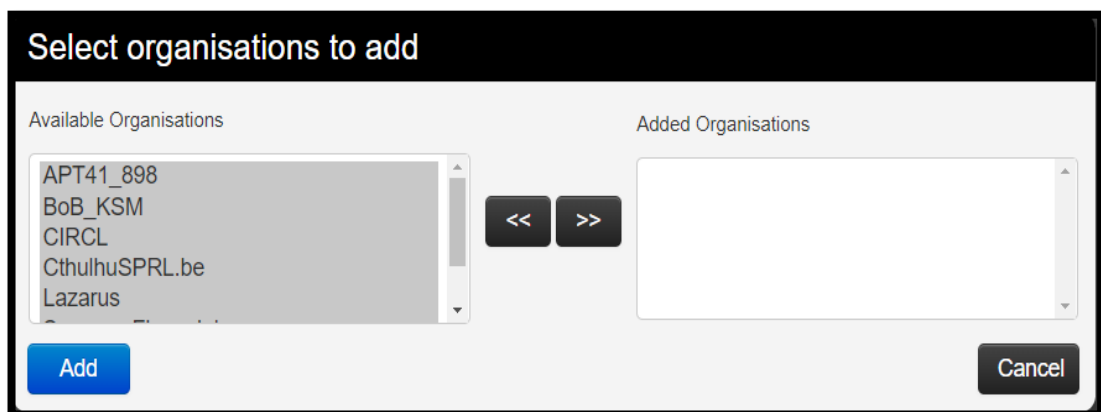 Select organisations to add
Available Organisations
Added Organisations
APT41_898
BoB_KSM
CIRCL
CthulhuSPRL.be
Lazarus
<<
>>
Add
Cancel